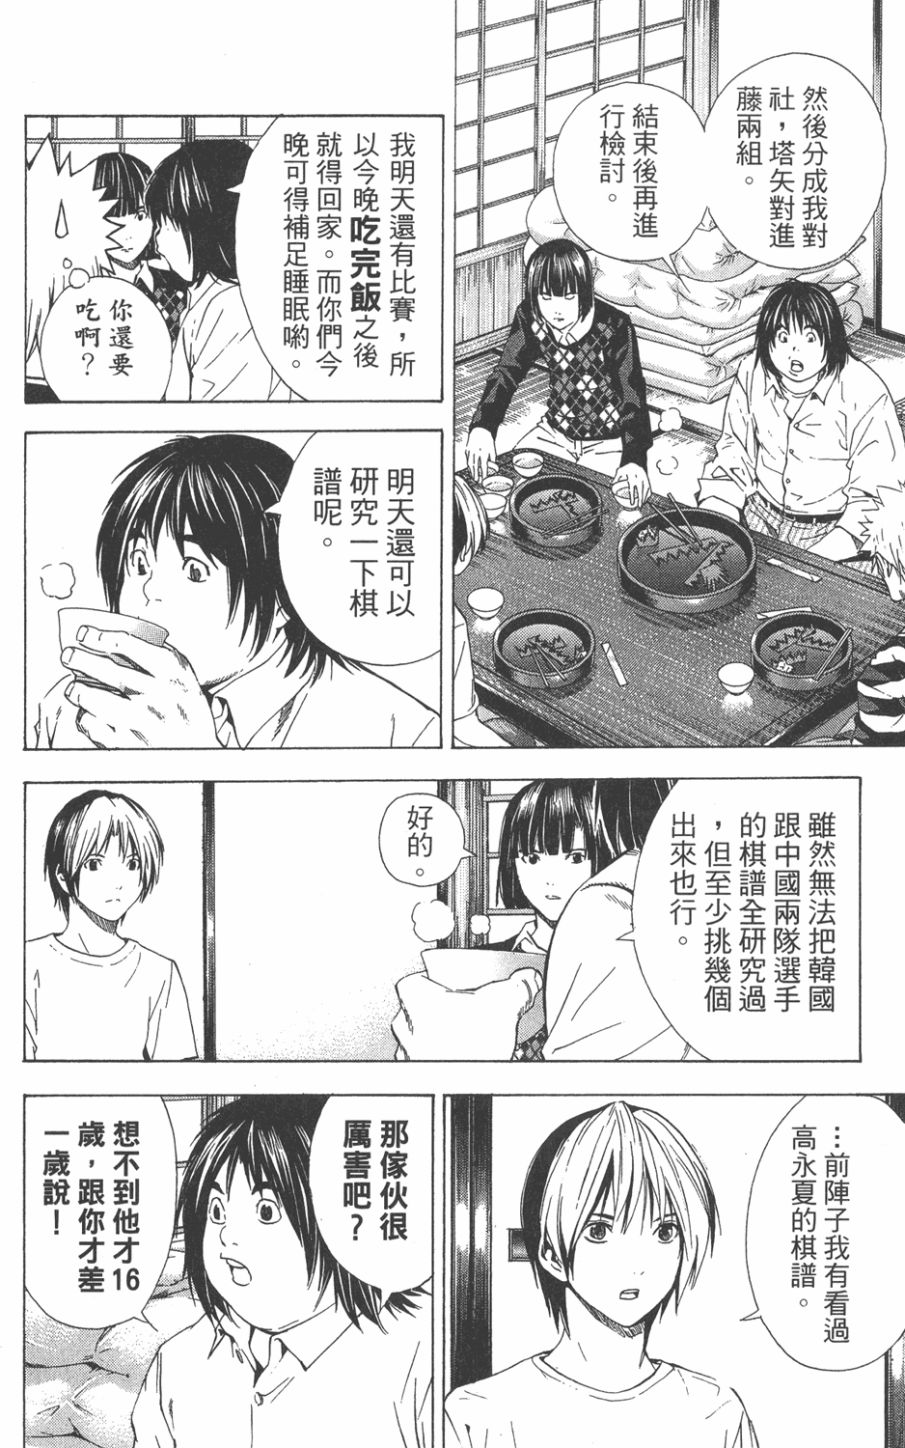 然後分成我對
社，塔矢對進
藤兩組。
結束後再進
行檢討。
我明天還有比賽，所
以今晚吃完飯之後
就得回家。而你們今
晚可得補足睡眠喲。
你還要
吃啊？
明天還可以
研究一下棋
譜呢。
雖然無法把韓國
跟中國兩隊選手
的棋譜全研究過
，但至少挑幾個
出來也行。
好的。
…前陣子我有看過
高永夏的棋譜。
那傢伙很
厲害吧？
想不到他才16
歲，跟你才差
一歲說！